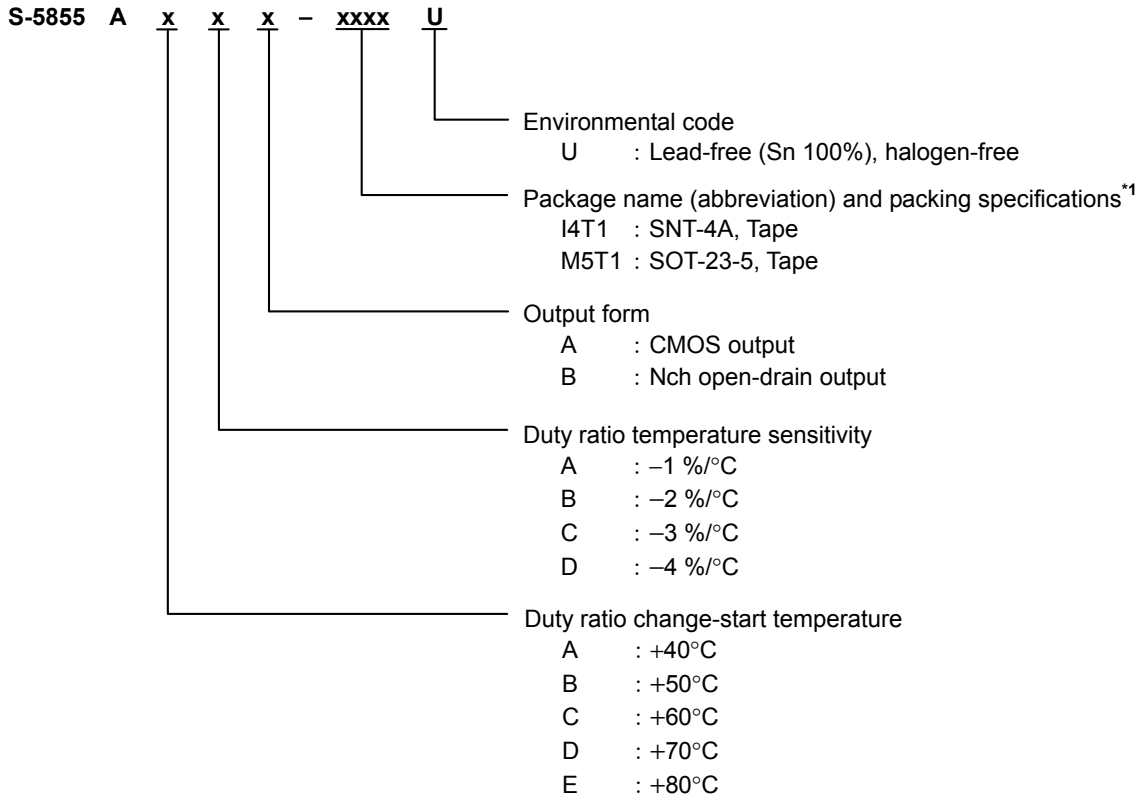 S-5855 A x x x – xxxx U
Environmental code
U : Lead-free (Sn 100%), halogen-free
Package name (abbreviation) and packing specifications*1
I4T1 : SNT-4A, Tape
M5T1 : SOT-23-5, Tape
Output form
A : CMOS output
B : Nch open-drain output
Duty ratio temperature sensitivity
A : −1 %/°C
B : −2 %/°C
C : −3 %/°C
D : −4 %/°C
Duty ratio change-start temperature
A : +40°C
B : +50°C
C : +60°C
D : +70°C
E : +80°C